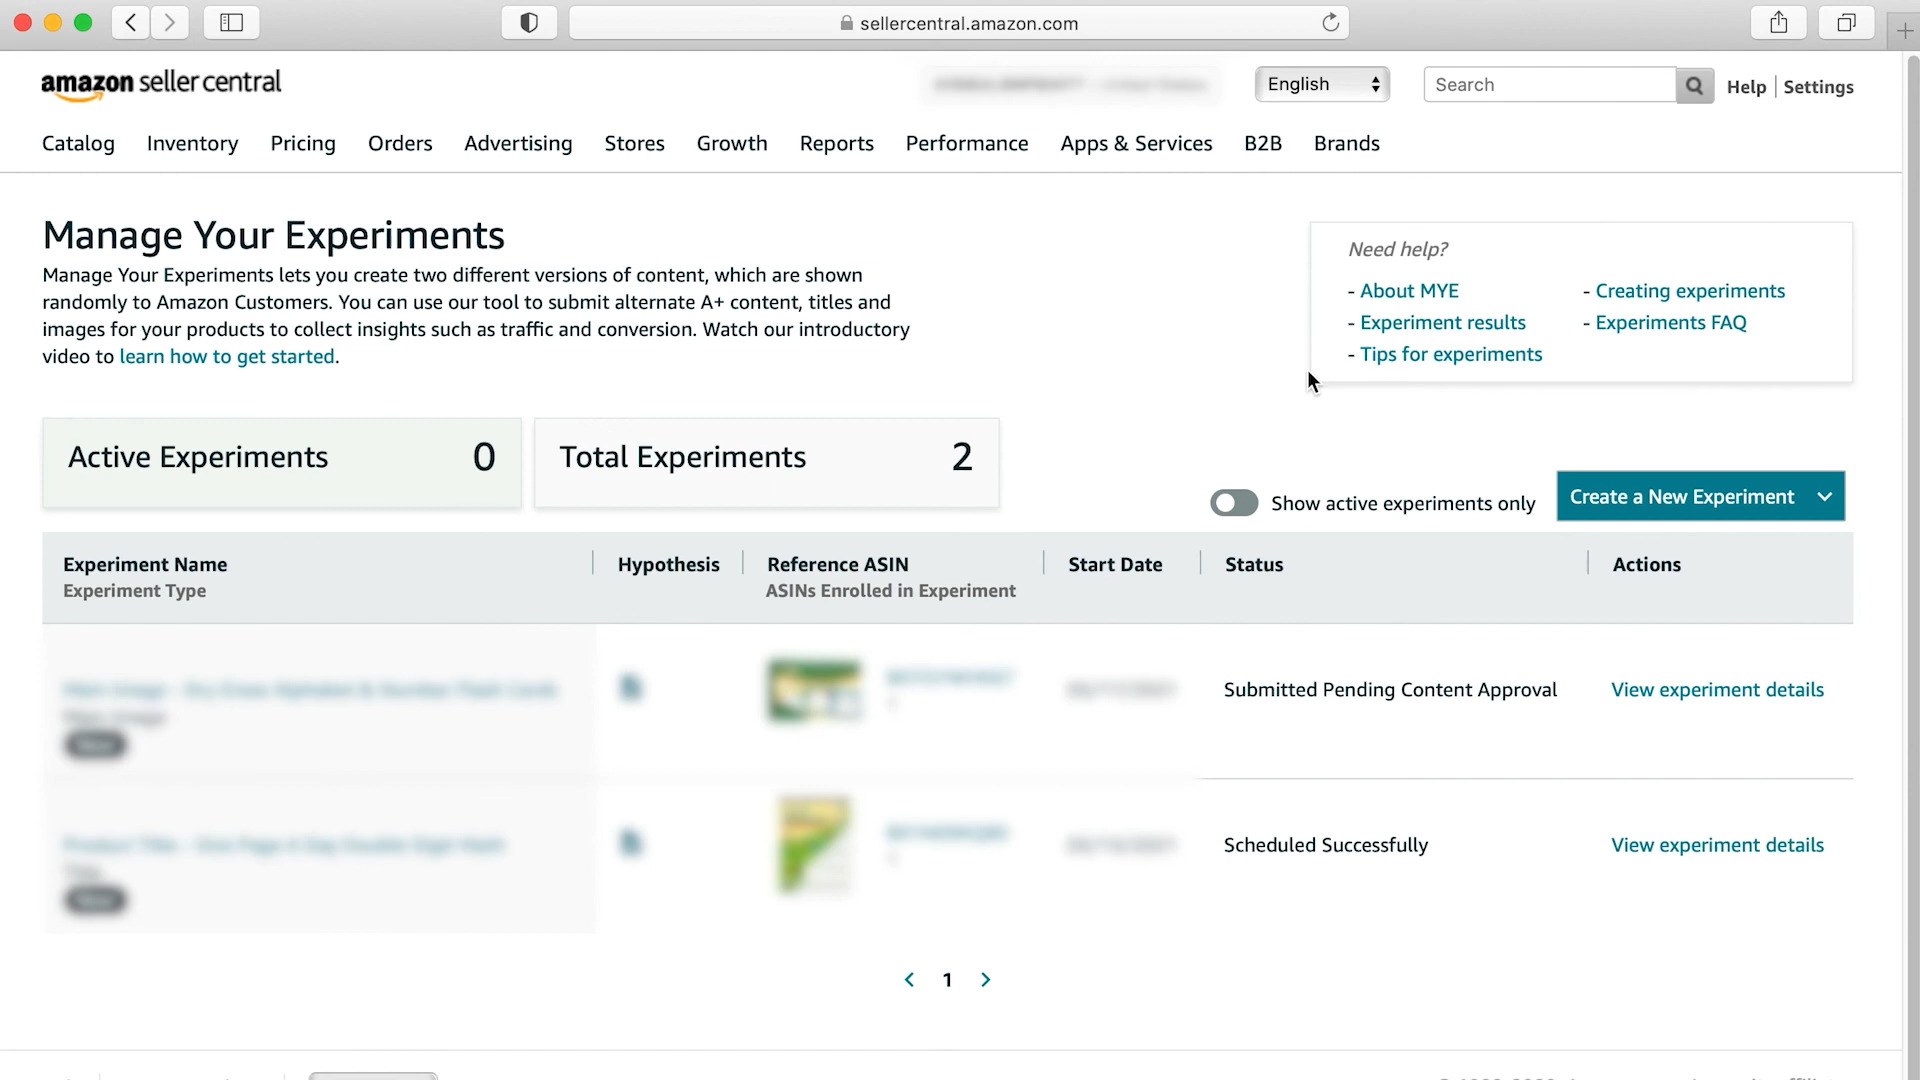 sellercentral.amazon.com
amazon seller central
English
Search
Help
Settings
Catalog
Inventory
Pricing
Orders
Advertising
Stores
Growth
Reports
Performance
Apps & Services
B2B
Brands
Manage Your Experiments
Manage Your Experiments lets you create two different versions of content, which are shown
randomly to Amazon Customers. You can use our tool to submit alternate A+ content, titles and
images for your products to collect insights such as traffic and conversion. Watch our introductory
video to learn how to get started.
Need help?
- About MYE
- Creating experiments
- Experiment results
- Experiments FAQ
- Tips for experiments
Active Experiments 0
Total Experiments 2
Show active experiments only
Create a New Experiment
Experiment Name
Experiment Type
Hypothesis
Reference ASIN
ASINs Enrolled in Experiment
Start Date
Status
Actions
Submitted Pending Content Approval
View experiment details
Scheduled Successfully
View experiment details
1